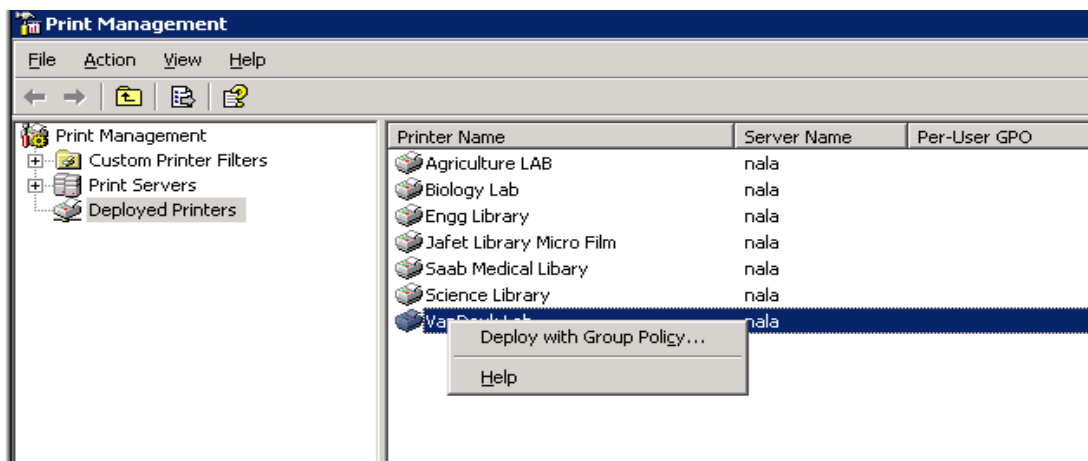 Print Management
File Action View Help
Print Management
Custom Printer Filters
Print Servers
Deployed Printers
Printer Name Server Name Per-User GPO
Agriculture LAB nala
Biology Lab nala
Engg Library nala
Jafet Library Micro Film nala
Saab Medical Libary nala
Science Library nala
nala
Deploy with Group Policy...
Help